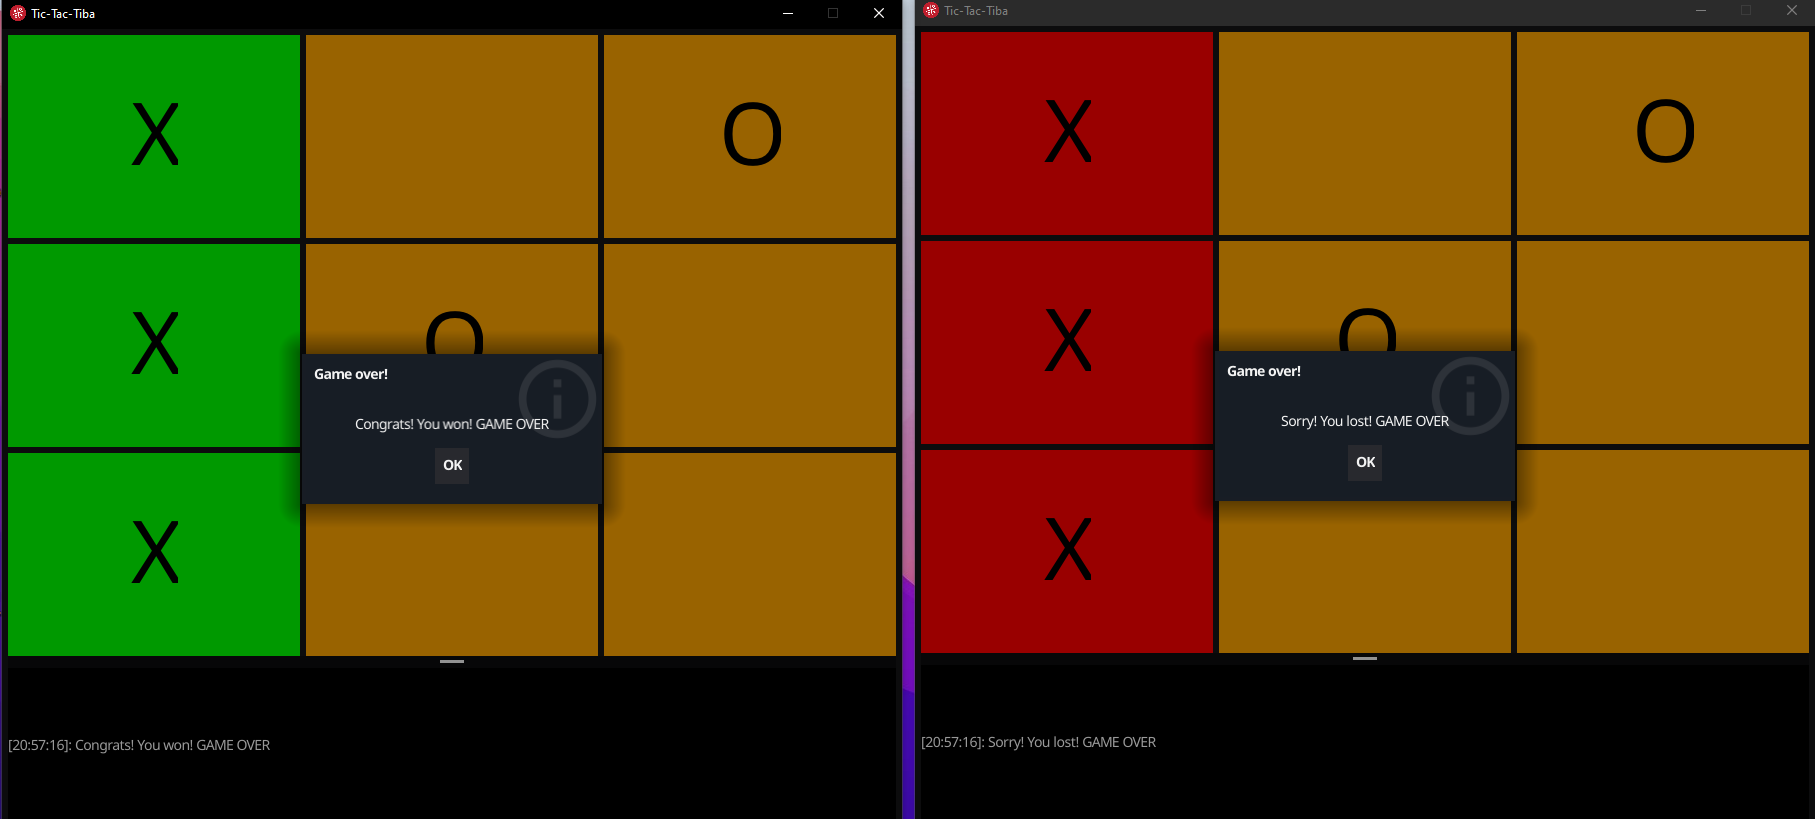 Tic-Tac-Tiba
X
O
X
O
Game over!
Congrats! You won! GAME OVER
OK
X
[20:57:16]: Congrats! You won! GAME OVER
Tic-Tac-Tiba
X
O
X
O
Game over!
Sorry! You lost! GAME OVER
OK
X
[20:57:16]: Sorry! You lost! GAME OVER